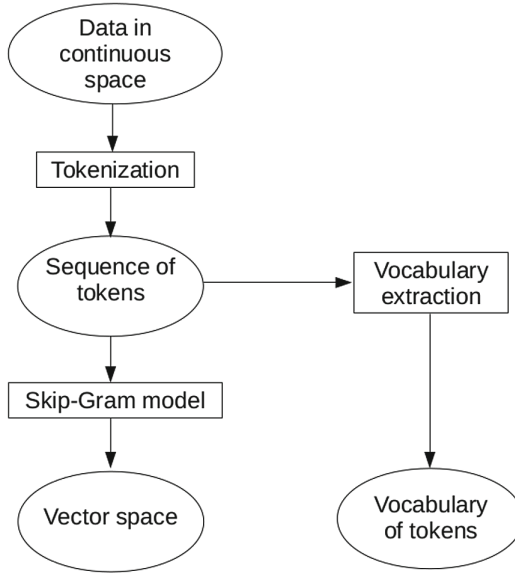 Data in
continuous
space
Tokenization
Sequence of
tokens
Vocabulary
extraction
Skip-Gram model
Vector space
Vocabulary
of tokens